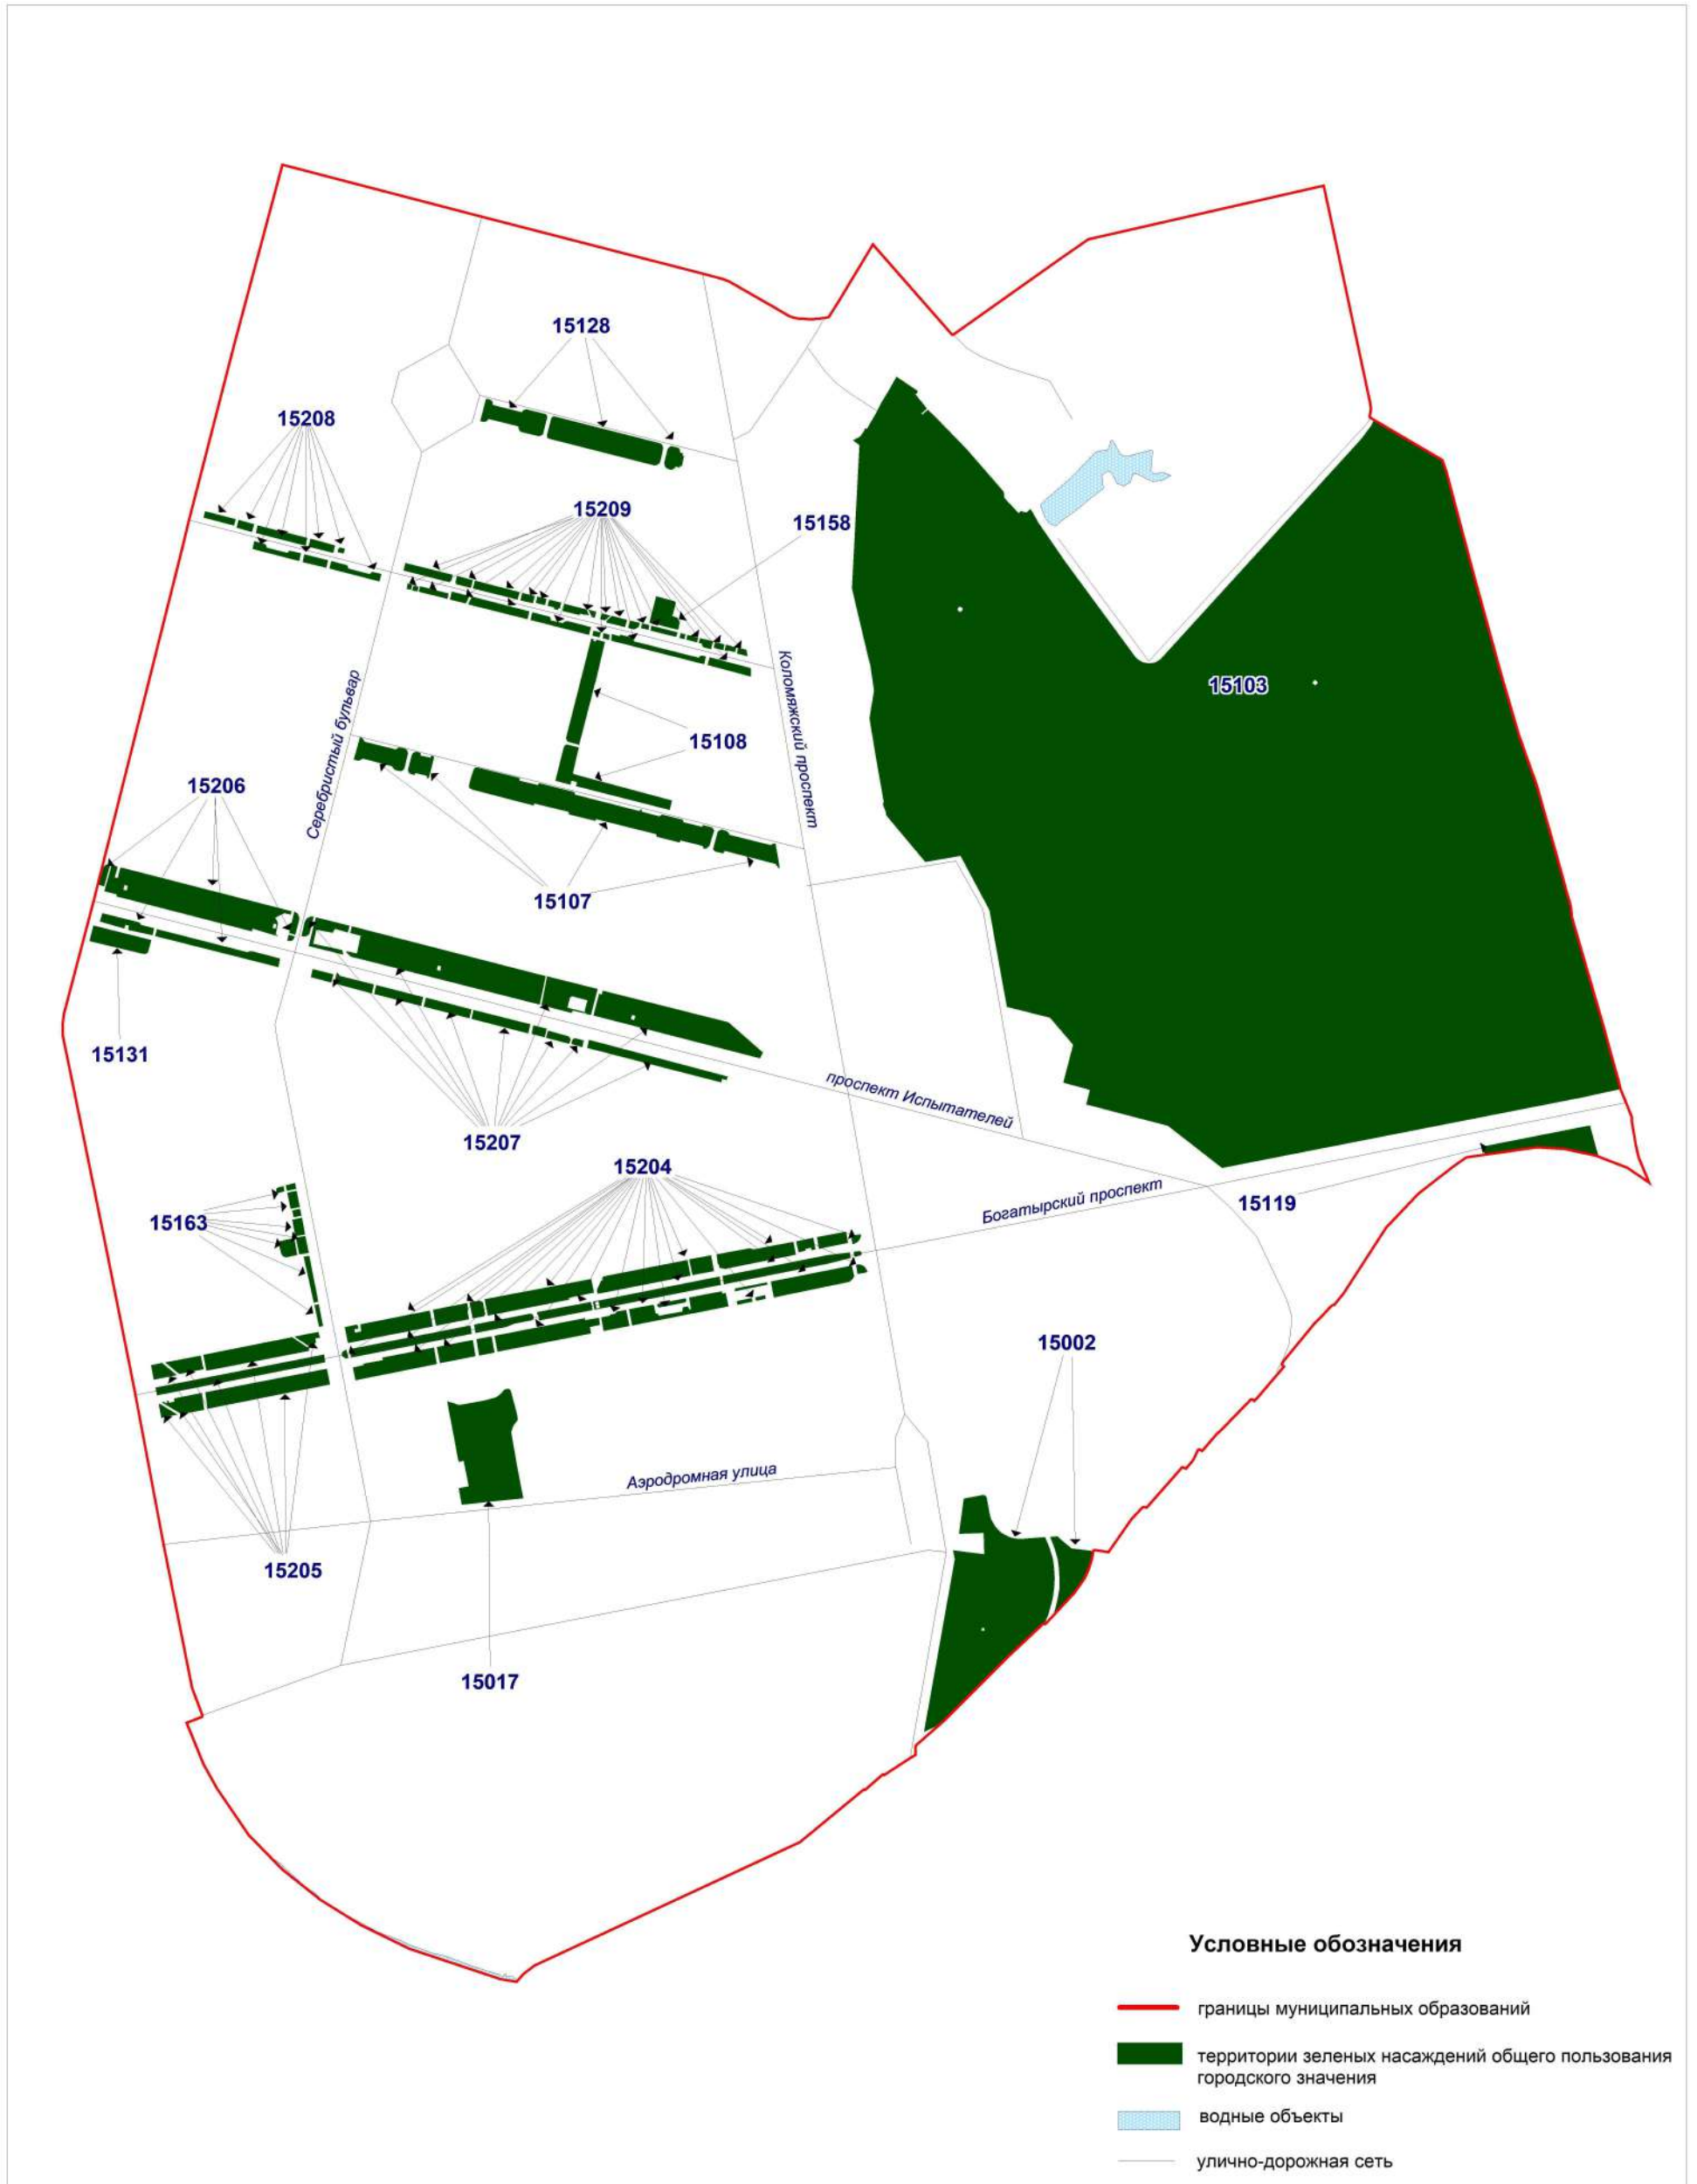 15128
15208
15209
15158
Коломяжский проспект
15103
Серебристый бульвар
15108
15206
15107
15131
проспект Испытателей
15207
15204
Богатырский проспект
15119
15163
15002
Аэродромная улица
15205
15017
Условные обозначения
границы муниципальных образований
территории зеленых насаждений общего пользования
городского значения
водные объекты
улично-дорожная сеть